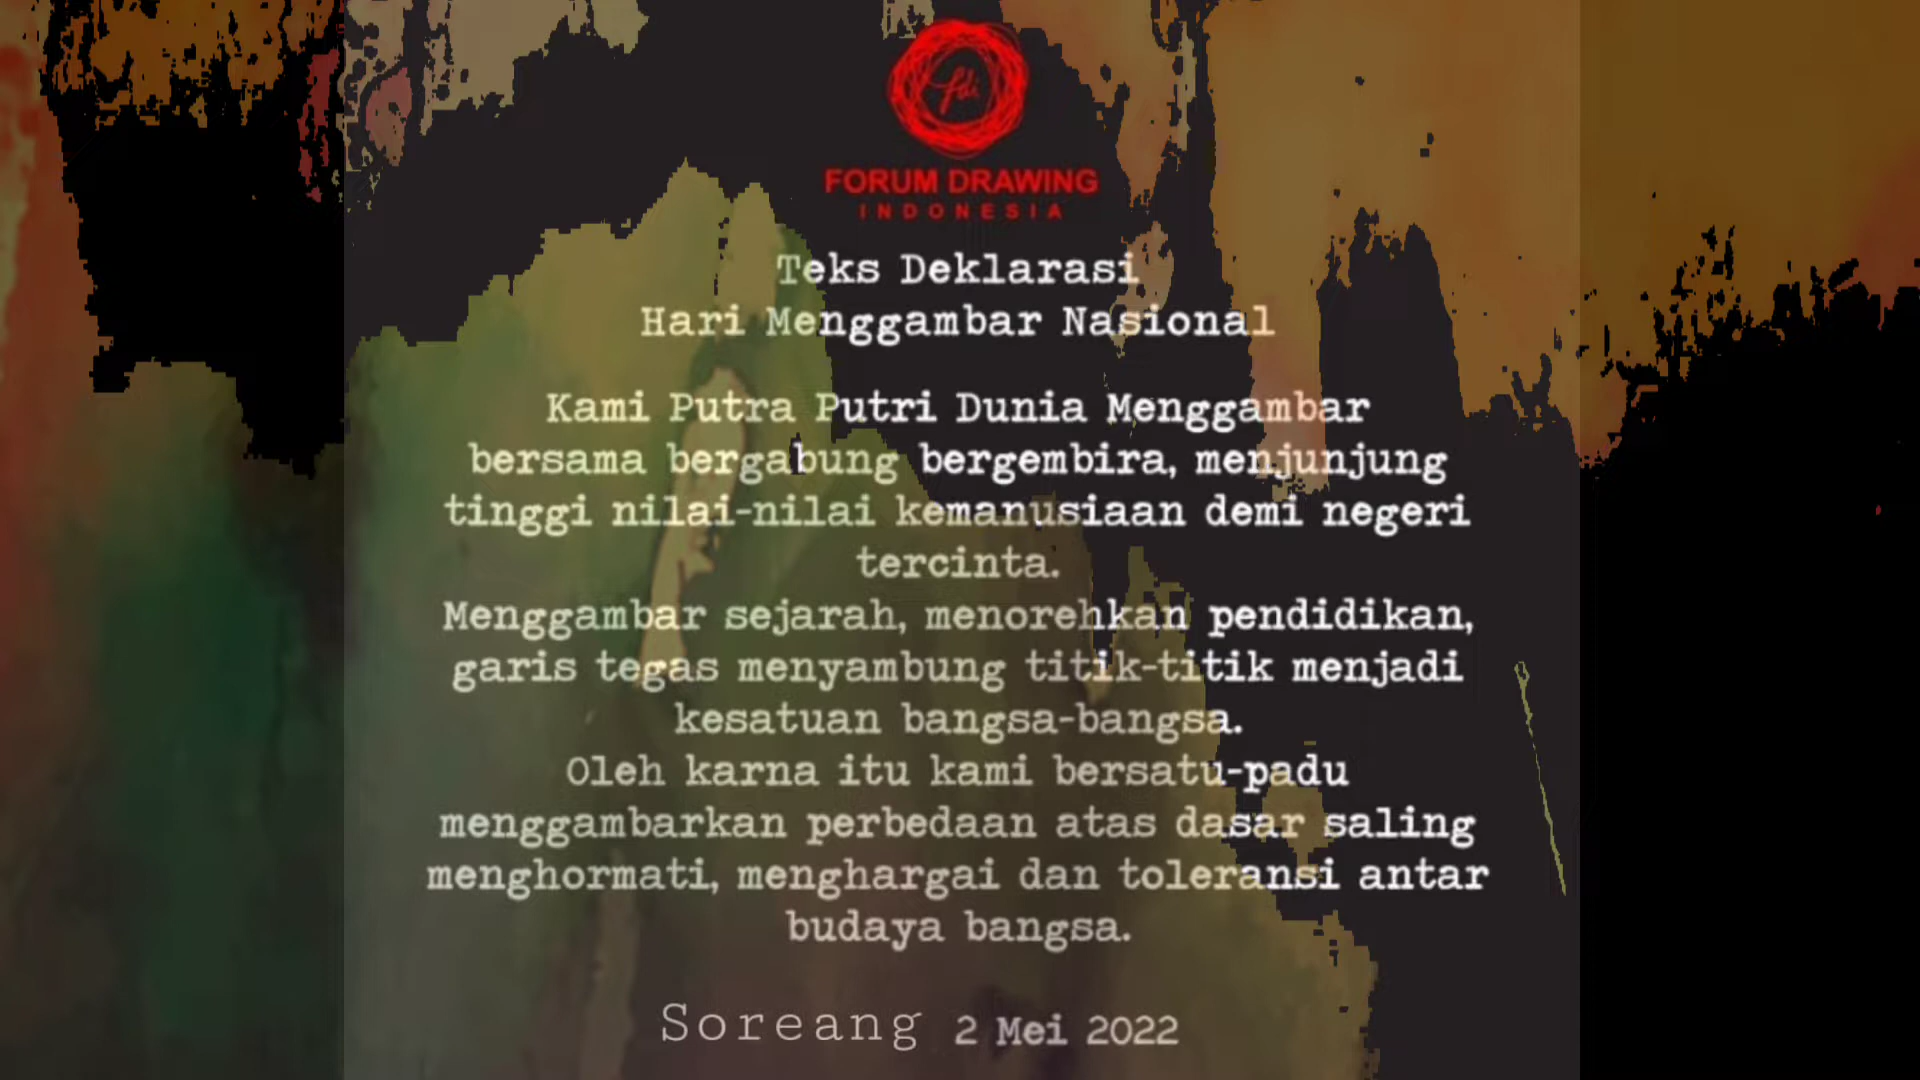 fdi
FORUM DRAWING
INDONESIA
Teks Deklarasi
Hari Menggambar Nasional
Kami Putra Putri Dunia Menggambar
bersama bergabung bergembira, menjunjung
tinggi nilai-nilai kemanusiaan demi negeri
tercinta.
Menggambar sejarah, menorehkan pendidikan,
garis tegas menyambung titik-titik menjadi
kesatuan bangsa-bangsa.
Oleh karna itu kami bersatu-padu
menggambarkan perbedaan atas dasar saling
menghormati, menghargai dan toleransi antar
budaya bangsa.
Soreang 2 Mei 2022